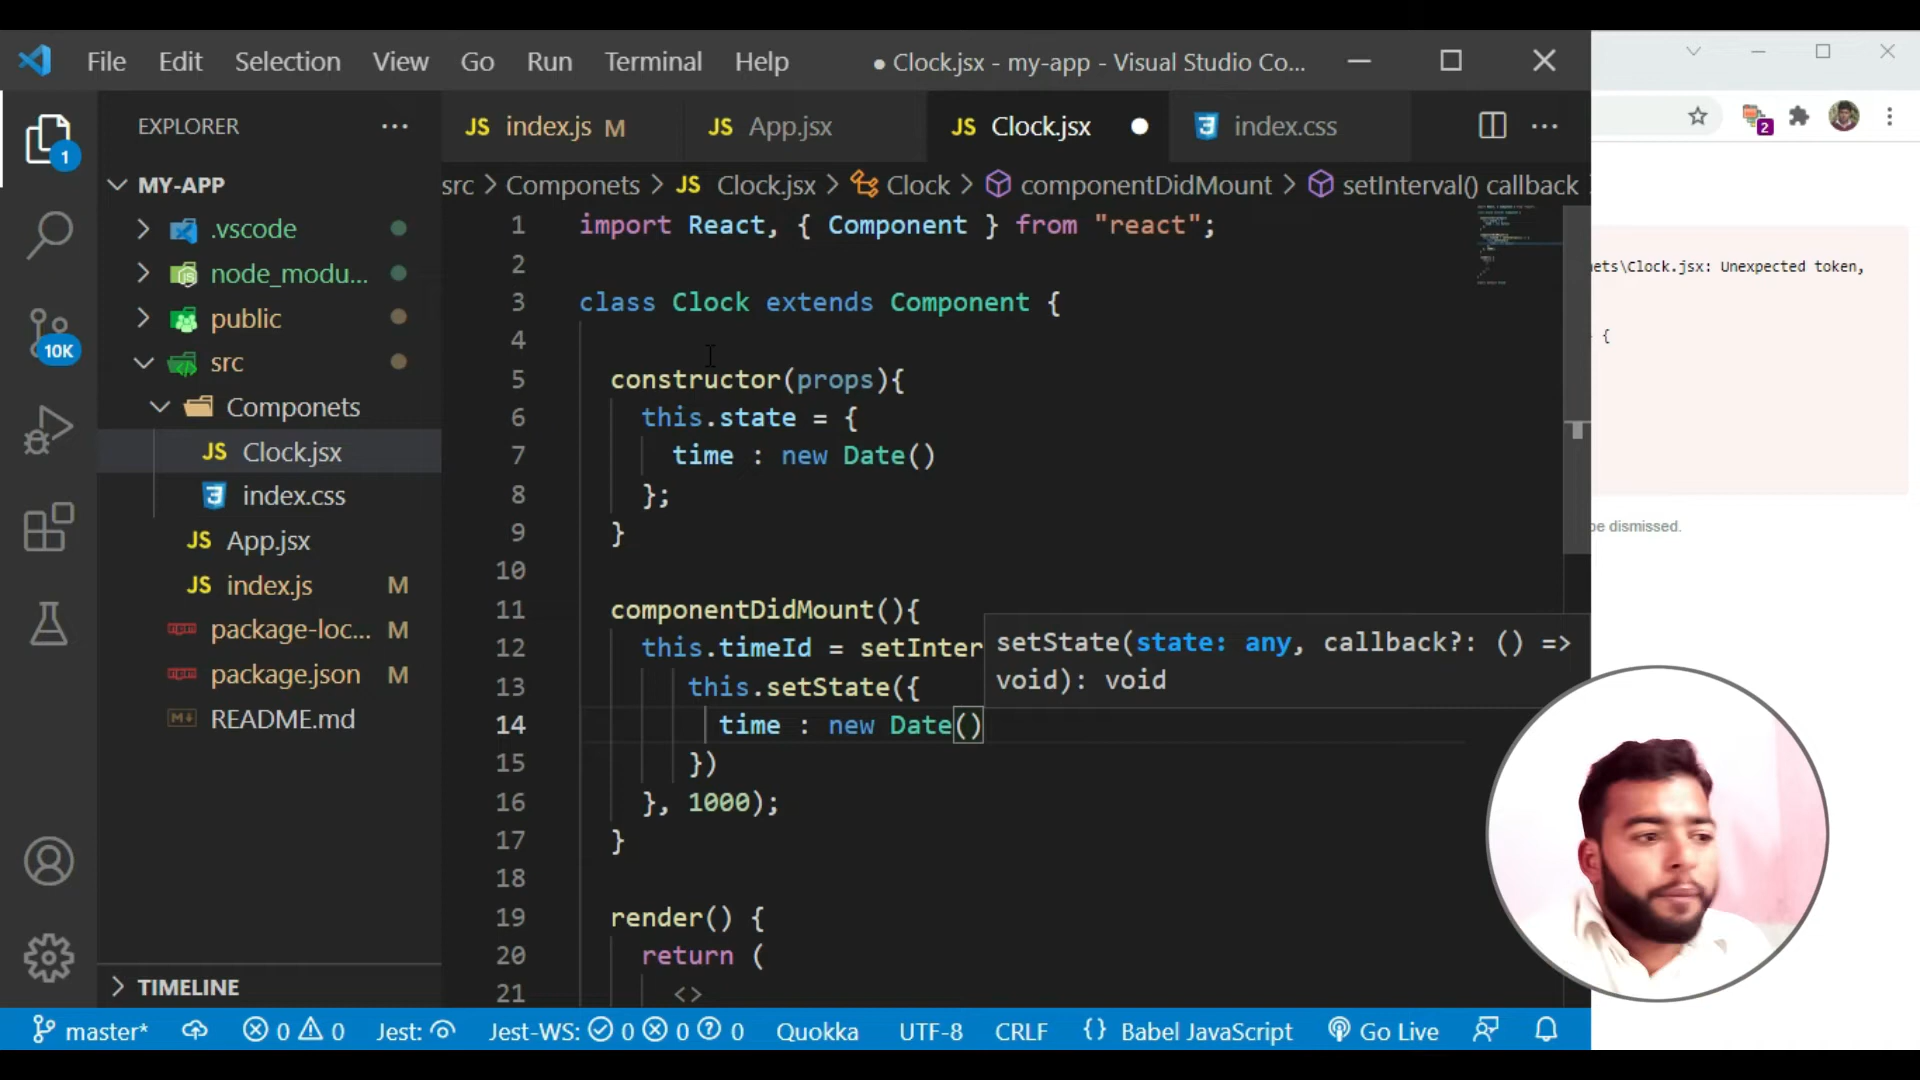 File Edit Selection View Go Run Terminal Help ● Clock.jsx - my-app - Visual Studio Co...
EXPLORER ...
JS index.js M JS App.jsx JS Clock.jsx ● index.css ...
2
1
MY-APP
src > Componets > JS Clock.jsx > Clock > componentDidMount > setInterval() callback
.vscode
node_modu...
public
src
Componets
JS Clock.jsx
index.css
JS App.jsx
JS index.js M
package-loc... M
package.json M
README.md
TIMELINE
10K
1 import React, { Component } from "react";
2
3 class Clock extends Component {
4
5 constructor(props){
6 this.state = {
7 time : new Date()
8 };
9 }
10
11 componentDidMount(){
12 this.timeId = setInter
13 this.setState({
14 time : new Date()
15 })
16 }, 1000);
17 }
18
19 render() {
20 return (
21 <>
setState(state: any, callback?: () =>
void): void
ets\Clock.jsx: Unexpected token,
{
be dismissed.
master* 0 0 Jest: Jest-WS: 0 0 0 Quokka UTF-8 CRLF {} Babel JavaScript Go Live